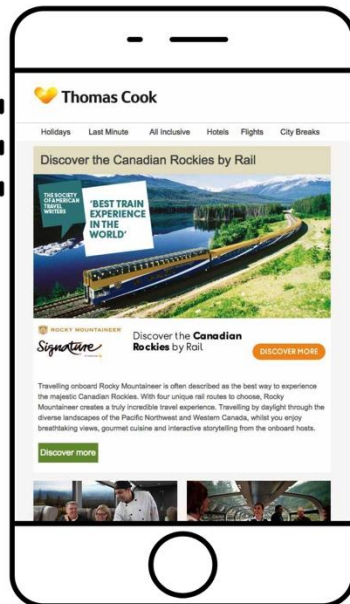 Thomas Cook
Holidays Last Minute All Inclusive Hotels Flights City Breaks
Discover the Canadian Rockies by Rail
THE SOCIETY
OF AMERICAN
TRAVEL
WRITERS
'BEST TRAIN
EXPERIENCE
IN THE
WORLD'
ROCKY MOUNTAINEER
Signature
Discover the Canadian
Rockies by Rail
DISCOVER MORE
Travelling onboard Rocky Mountaineer is often described as the best way to experience
the majestic Canadian Rockies. With four unique rail routes to choose, Rocky
Mountaineer creates a truly incredible travel experience. Travelling by daylight through the
diverse landscapes of the Pacific Northwest and Western Canada, whilst you enjoy
breathtaking views, gourmet cuisine and interactive storytelling from the onboard hosts.
Discover more